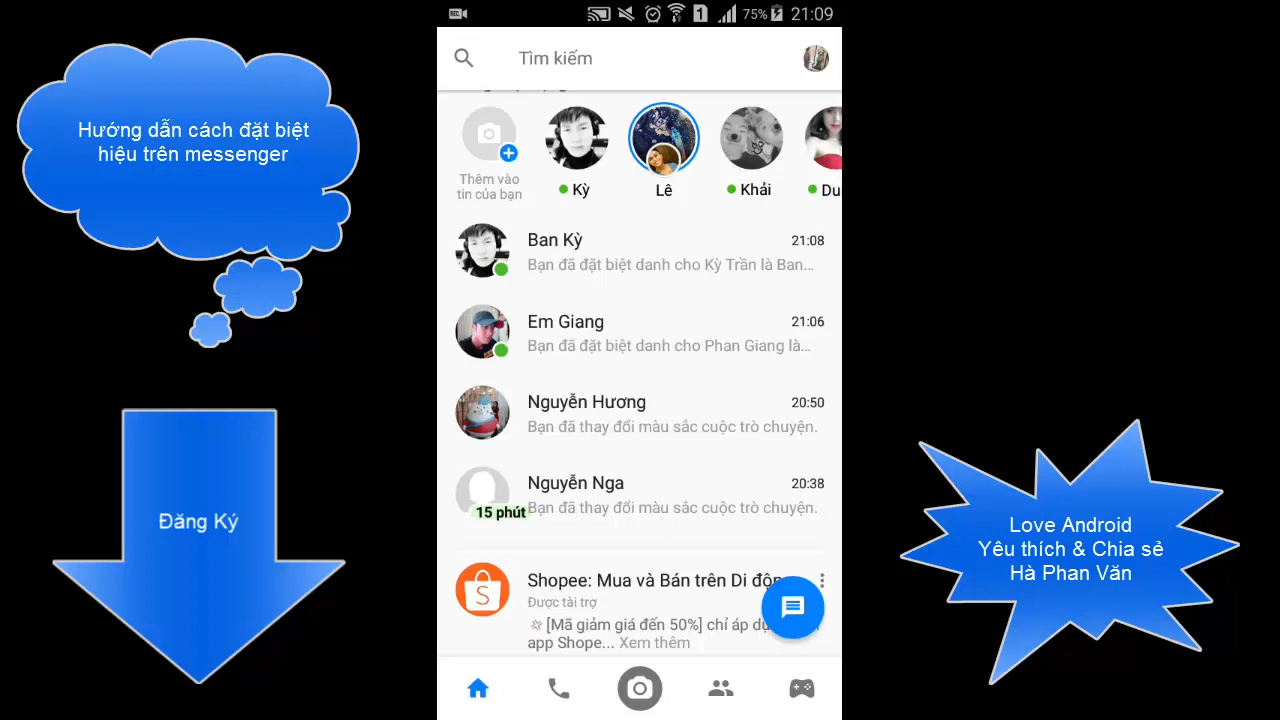 REC
1
75%
21:09
Hướng dẫn cách đặt biệt
hiệu trên messenger
Tìm kiếm
Thêm vào
tin của bạn
Kỳ
Lê
Khải
Du
Ban Kỳ
21:08
Bạn đã đặt biệt danh cho Kỳ Trần là Ban...
Em Giang
21:06
Bạn đã đặt biệt danh cho Phan Giang là...
Nguyễn Hương
20:50
Bạn đã thay đổi màu sắc cuộc trò chuyện.
Nguyễn Nga
20:38
15 phút
Bạn đã thay đổi màu sắc cuộc trò chuyện.
Đăng Ký
Shopee: Mua và Bán trên Di độn
Được tài trợ
[Mã giảm giá đến 50%] chỉ áp
app Shope... Xem thêm
Love Android
Yêu thích & Chia sẻ
Hà Phan Văn